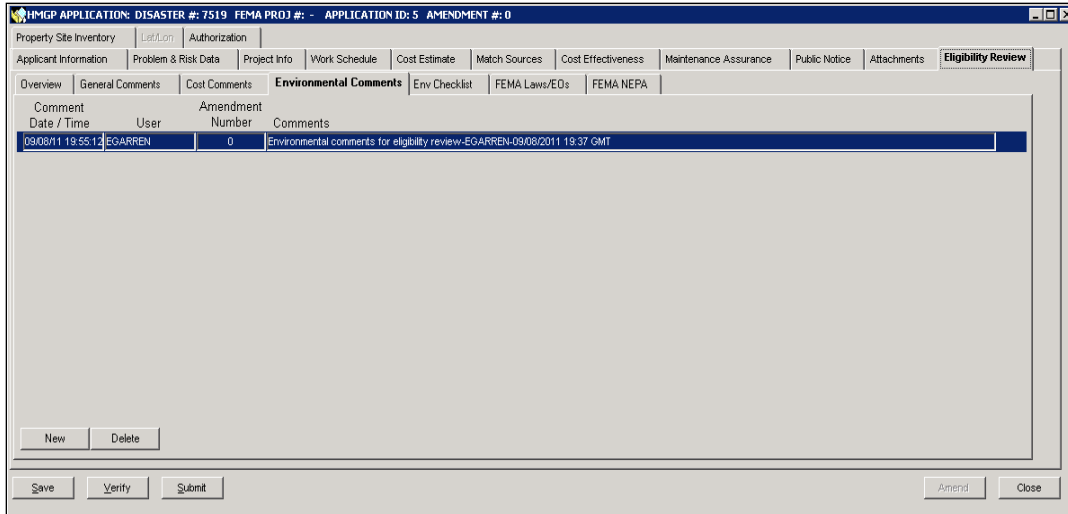 HMGP APPLICATION: DISASTER #: 7519 FEMA PROJ #: - APPLICATION ID: 5 AMENDMENT #: 0
Property Site Inventory Lat/Lon Authorization
Applicant Information Problem & Risk Data Project Info Work Schedule Cost Estimate Match Sources Cost Effectiveness Maintenance Assurance Public Notice Attachments Eligibility Review
Overview General Comments Cost Comments Environmental Comments Env Checklist FEMA Laws/EOs FEMA NEPA
Comment Amendment
Date / Time User Number Comments
09/08/11 19:55:12 EGARREN 0 Environmental comments for eligibility review-EGARREN-09/08/2011 19:37 GMT
New Delete
Save Verify Submit Amend Close